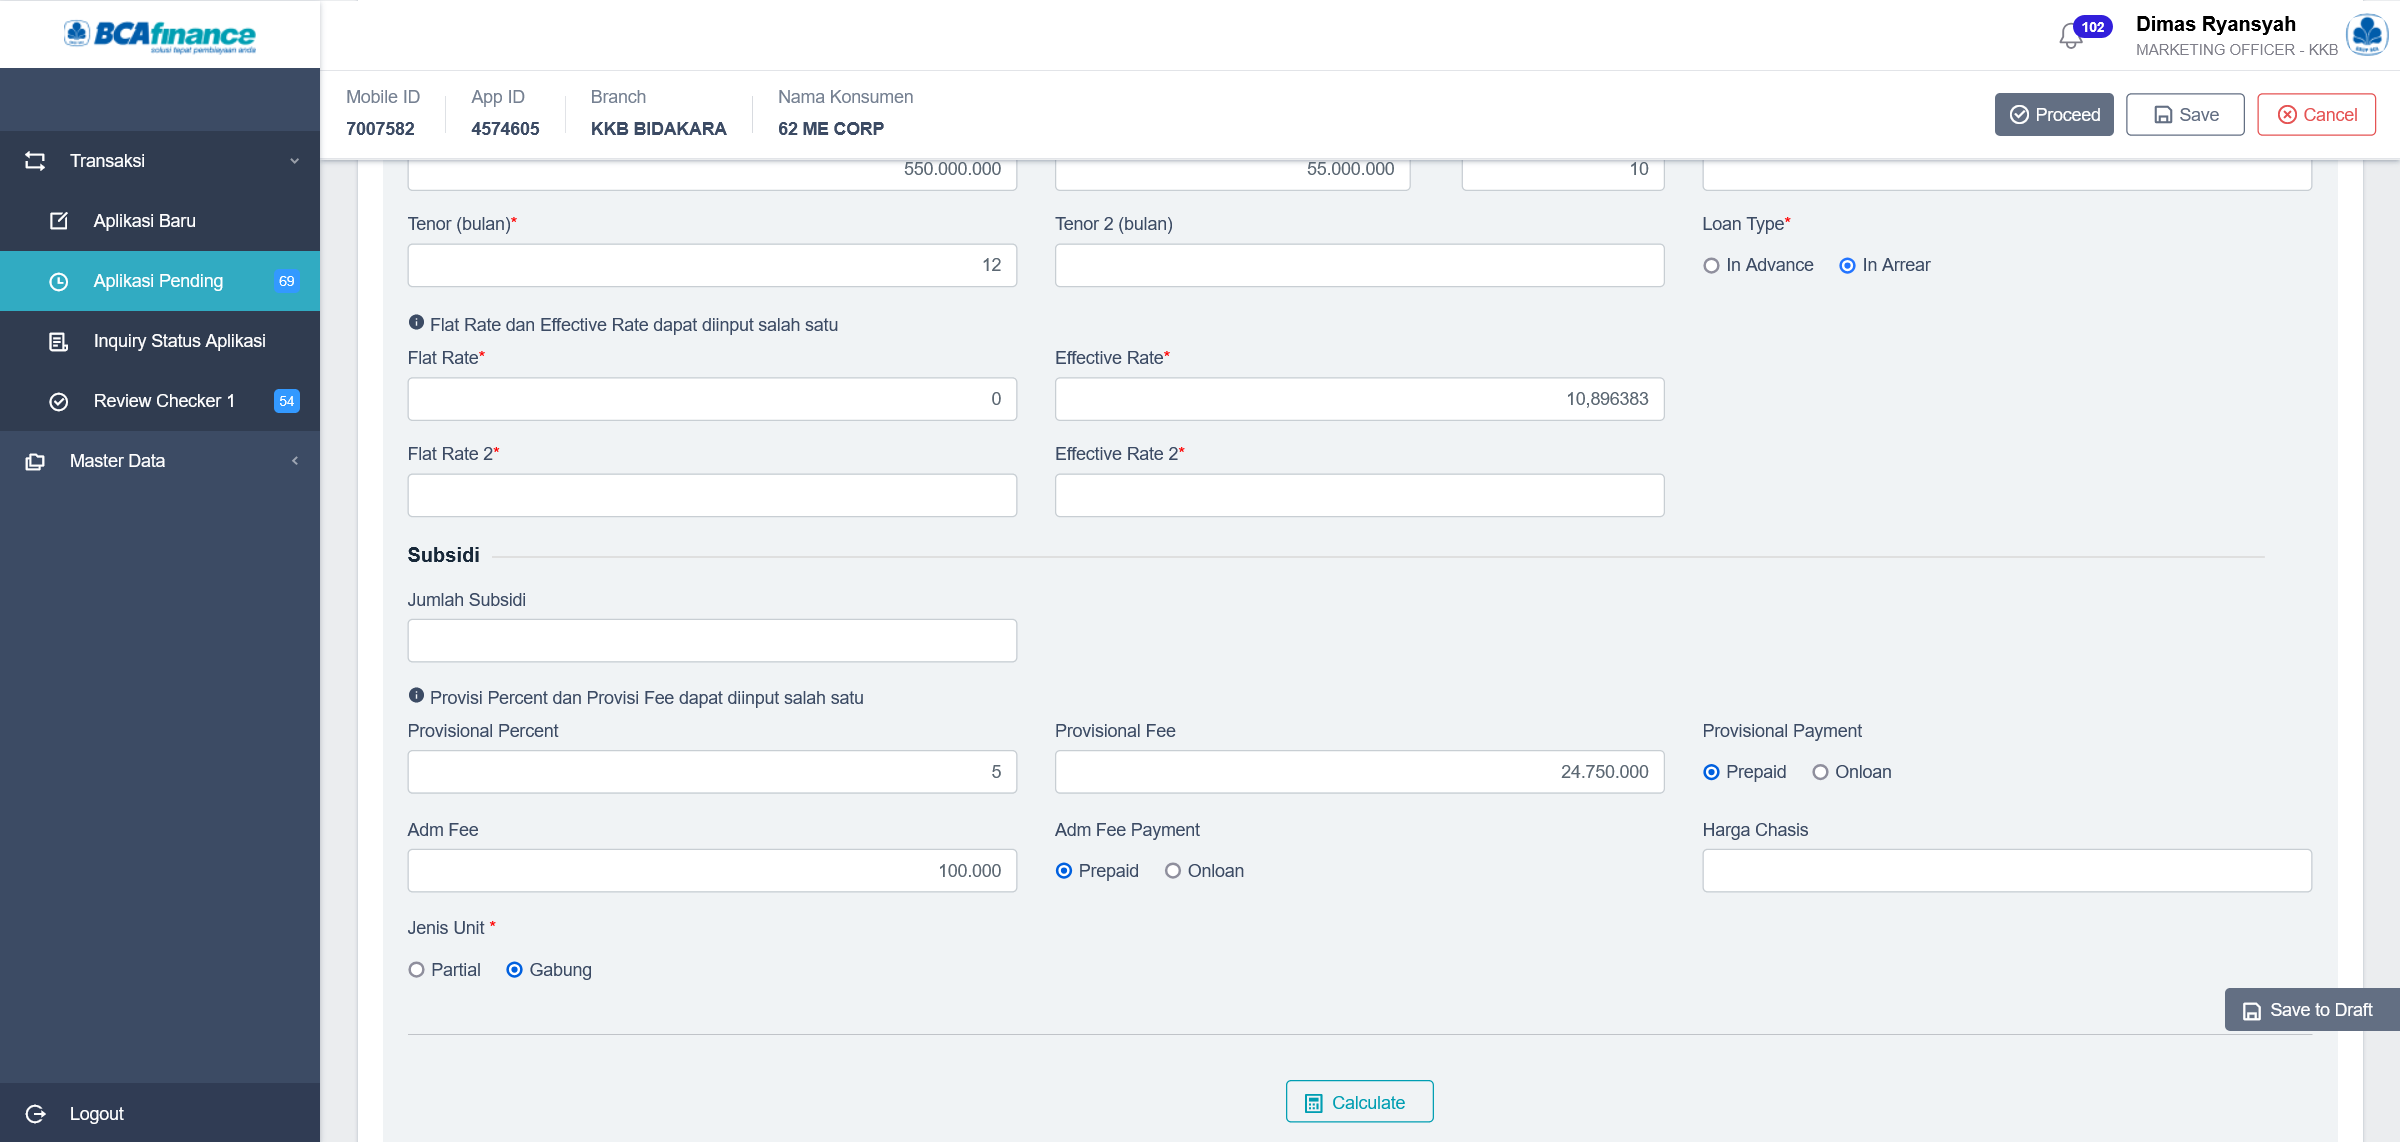 BCAfinance
solusi tepat pembiayaan anda
102
Dimas Ryansyah
MARKETING OFFICER - KKB
Mobile ID
7007582
App ID
4574605
Branch
KKB BIDAKARA
Nama Konsumen
62 ME CORP
Proceed
Save
Cancel
Transaksi
Aplikasi Baru
Aplikasi Pending
69
Inquiry Status Aplikasi
Review Checker 1
54
Master Data
Logout
550.000.000
55.000.000
10
Tenor (bulan)*
12
Tenor 2 (bulan)
Loan Type*
In Advance
In Arrear
Flat Rate dan Effective Rate dapat diinput salah satu
Flat Rate*
0
Effective Rate*
10,896383
Flat Rate 2*
Effective Rate 2*
Subsidi
Jumlah Subsidi
Provisi Percent dan Provisi Fee dapat diinput salah satu
Provisional Percent
5
Provisional Fee
24.750.000
Provisional Payment
Prepaid
Onloan
Adm Fee
100.000
Adm Fee Payment
Prepaid
Onloan
Harga Chasis
Jenis Unit *
Partial
Gabung
Save to Draft
Calculate